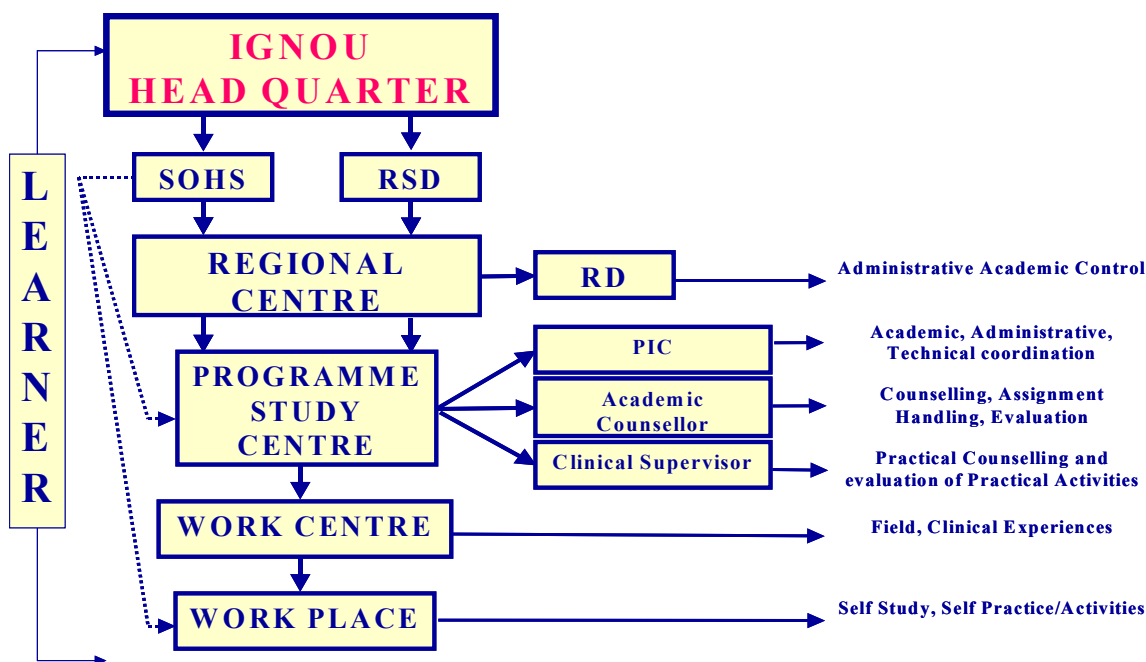 IGNOU
HEAD QUARTER
LEARNER
SOHS
RSD
REGIONAL
CENTRE
RD
Administrative Academic Control
PROGRAMME
STUDY
CENTRE
PIC
Academic, Administrative,
Technical coordination
Academic
Counsellor
Counselling, Assignment
Handling, Evaluation
Clinical Supervisor
Practical Counselling and
evaluation of Practical Activities
WORK CENTRE
Field, Clinical Experiences
WORK PLACE
Self Study, Self Practice/Activities